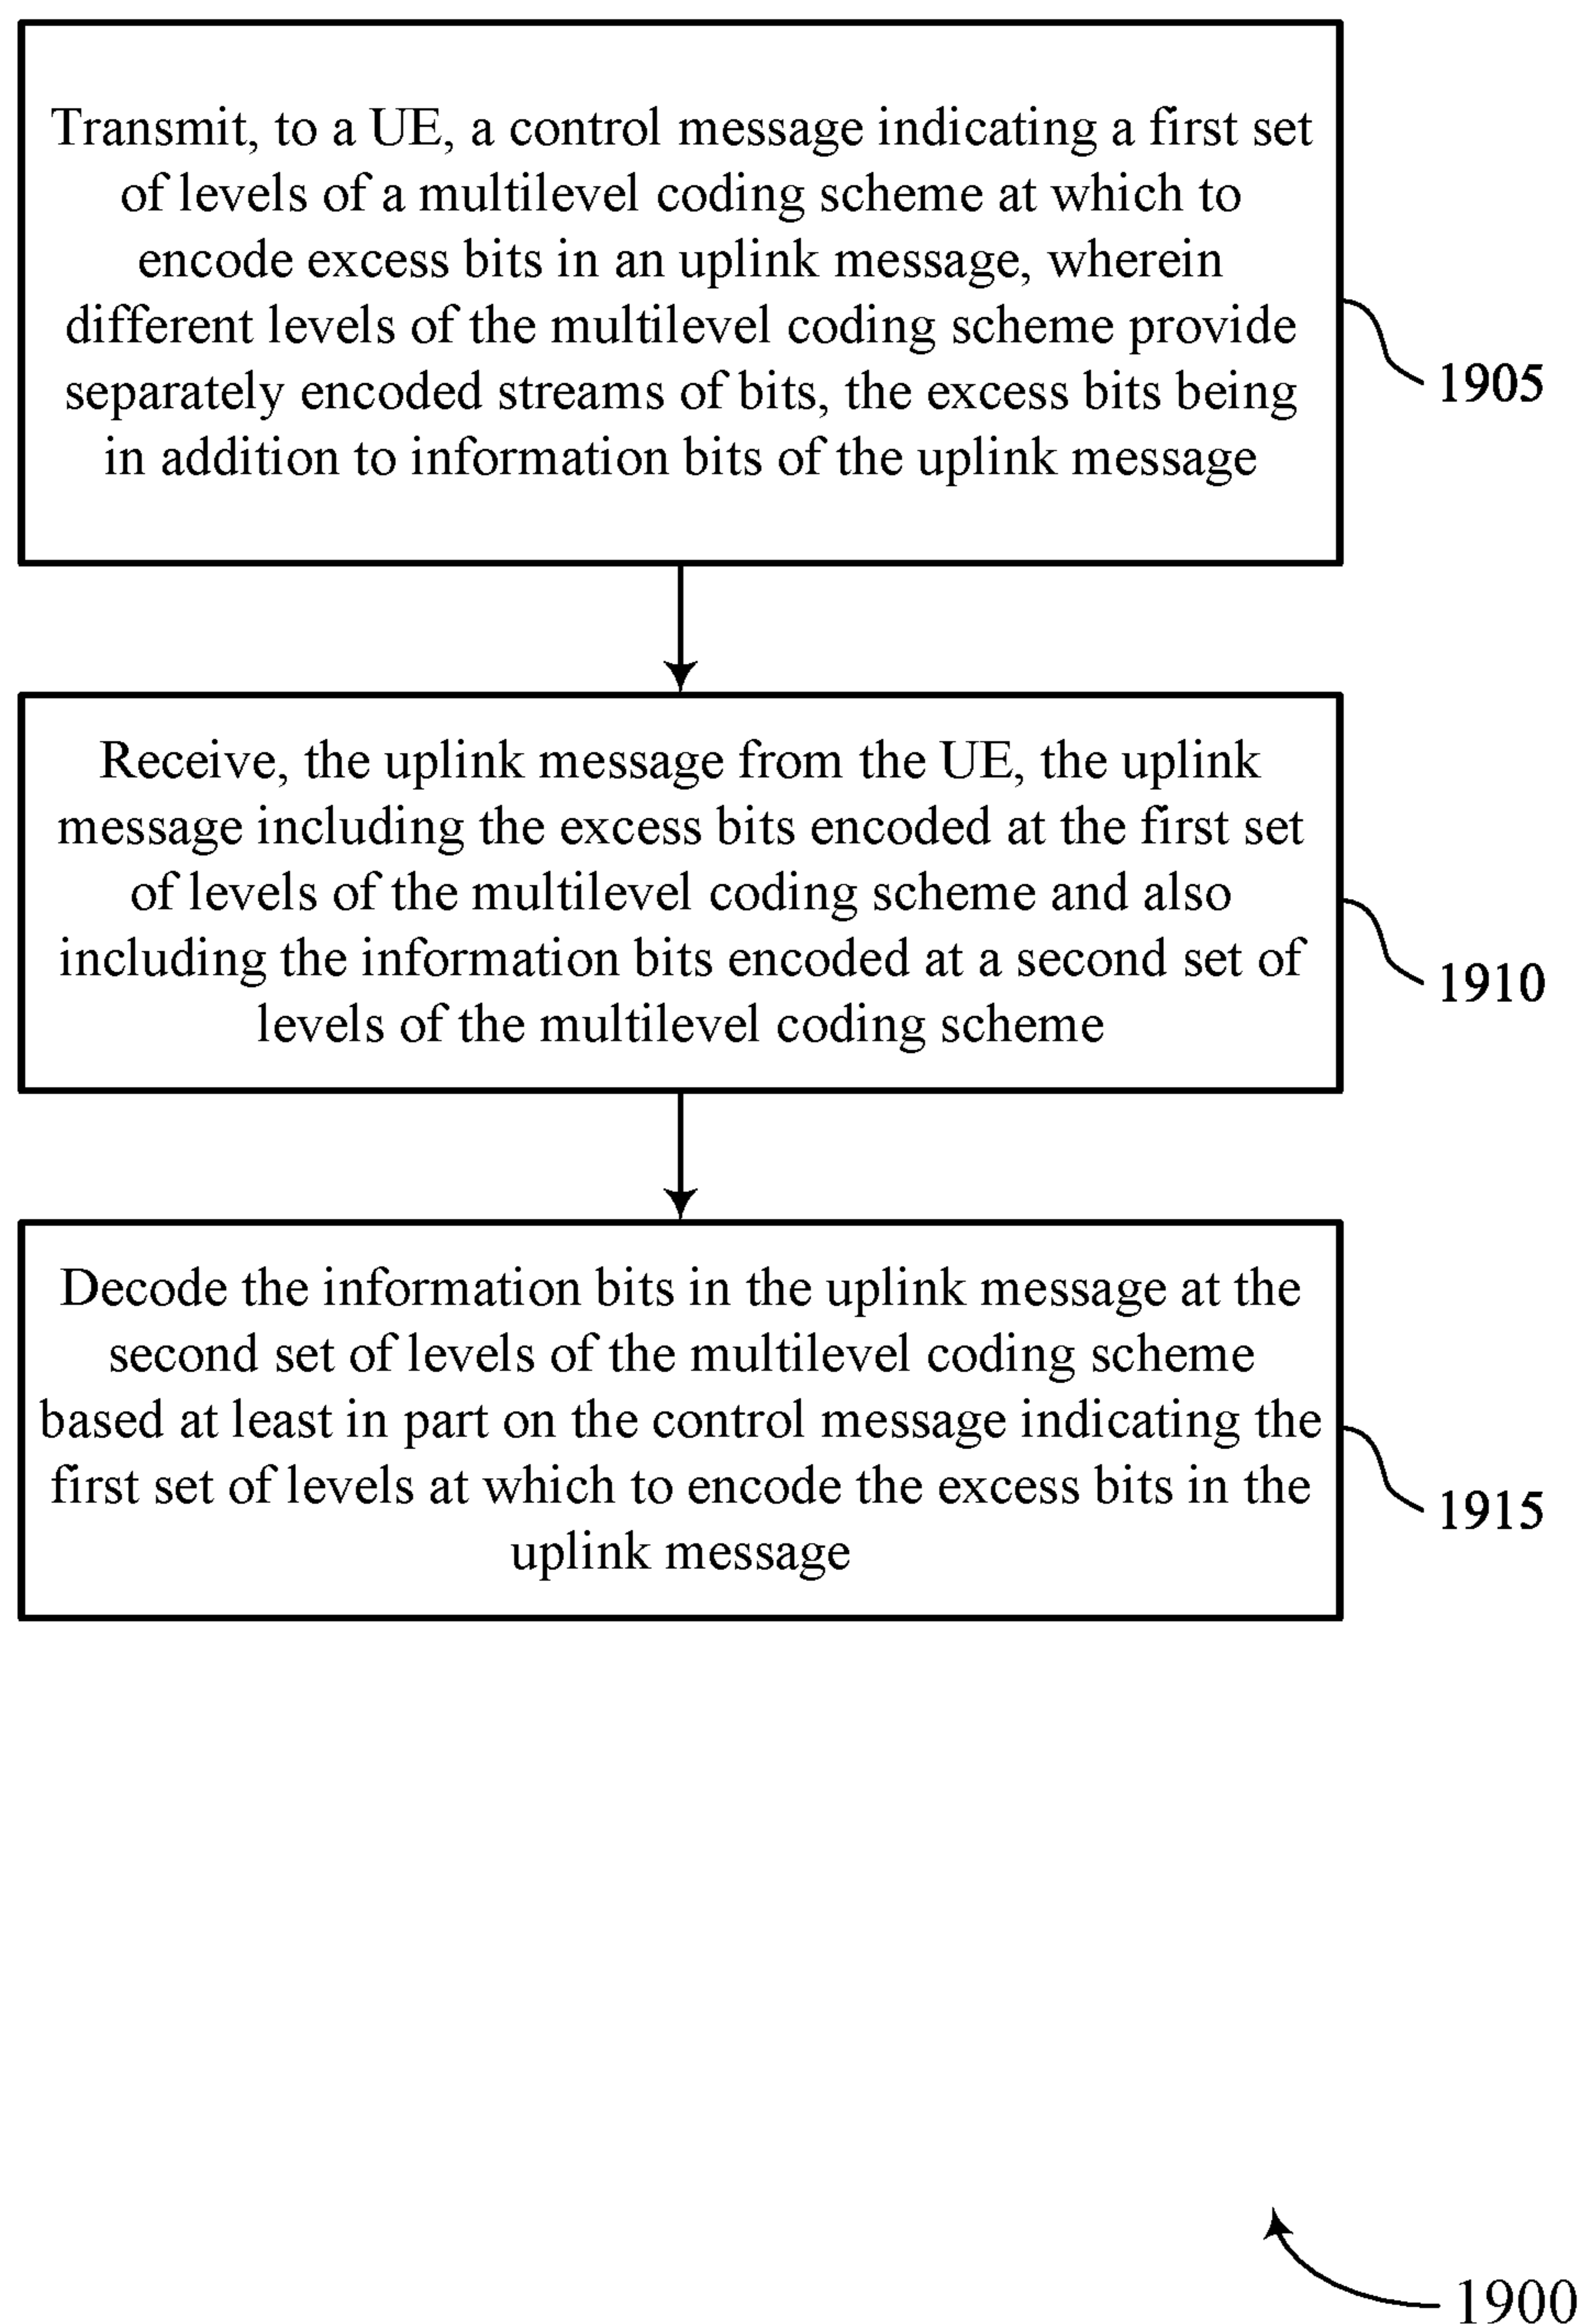 Transmit, to a UE, a control message indicating a first set
of levels of a multilevel coding scheme at which to
encode excess bits in an uplink message, wherein
different levels of the multilevel coding scheme provide
separately encoded streams of bits, the excess bits being
in addition to information bits of the uplink message
1905
Receive, the uplink message from the UE, the uplink
message including the excess bits encoded at the first set
of levels of the multilevel coding scheme and also
including the information bits encoded at a second set of
levels of the multilevel coding scheme
1910
Decode the information bits in the uplink message at the
second set of levels of the multilevel coding scheme
based at least in part on the control message indicating the
first set of levels at which to encode the excess bits in the
uplink message
1915
1900